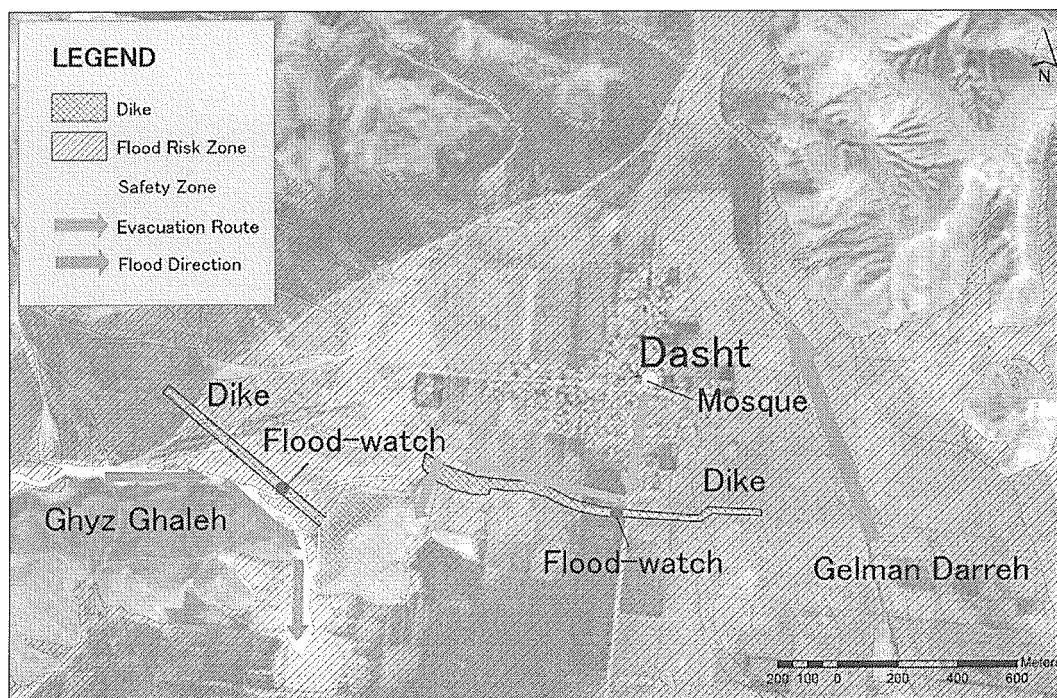 LEGEND
Dike
Flood Risk Zone
Safety Zone
Evacuation Route
Flood Direction
N
Dasht
Mosque
Dike
Flood-watch
Dike
Ghyz Ghaleh
Flood-watch
Gelman Darreh
200 100 0 200 400 600